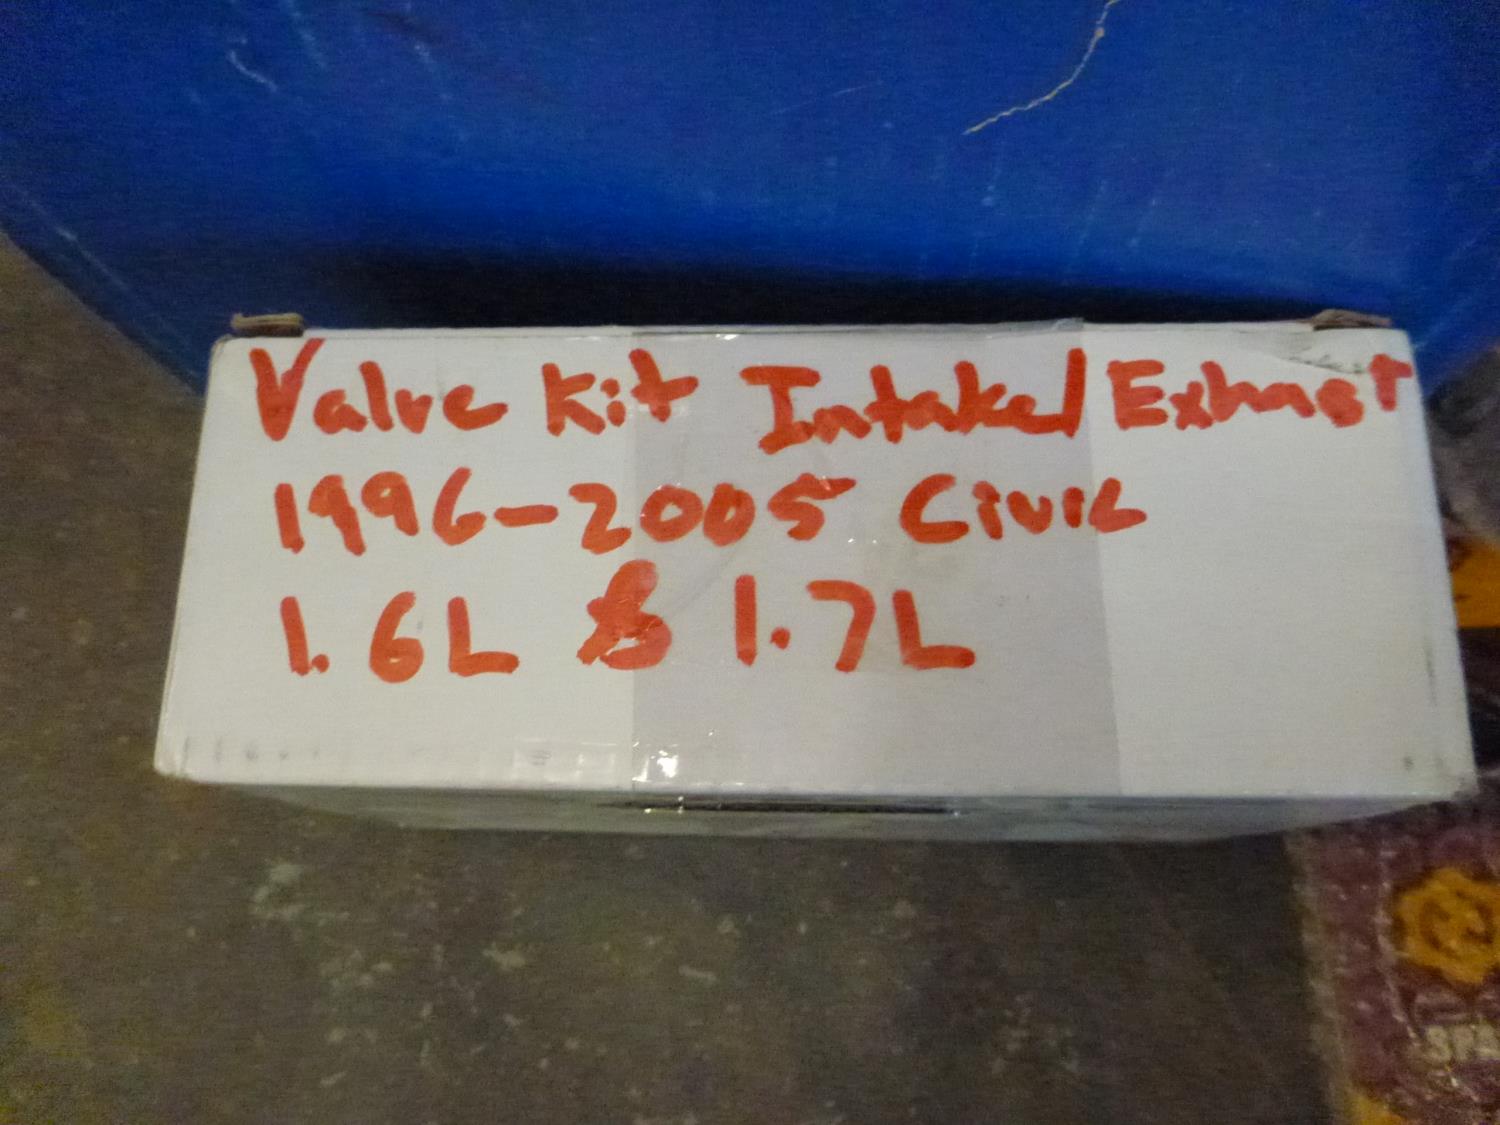 Valve Kit Intake/ Exhaust
1996-2005 Civic
1.6L & 1.7L